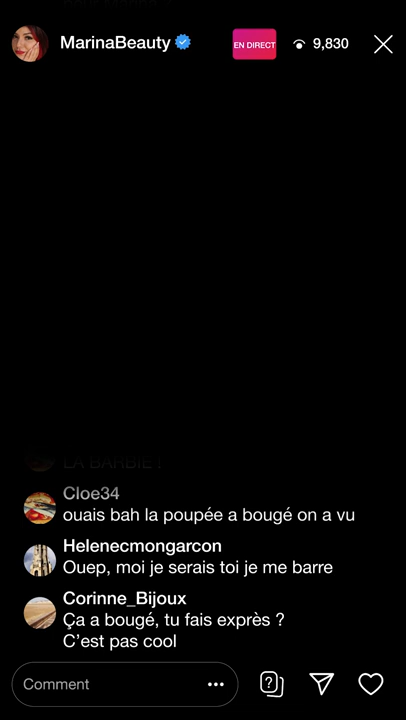 MarinaBeauty
EN DIRECT
9,830
LA BARBIE !
Cloe34
ouais bah la poupée a bougé on a vu
Helenecmongarcon
Ouep, moi je serais toi je me barre
Corinne_Bijoux
Ça a bougé, tu fais exprès ?
C'est pas cool
Comment